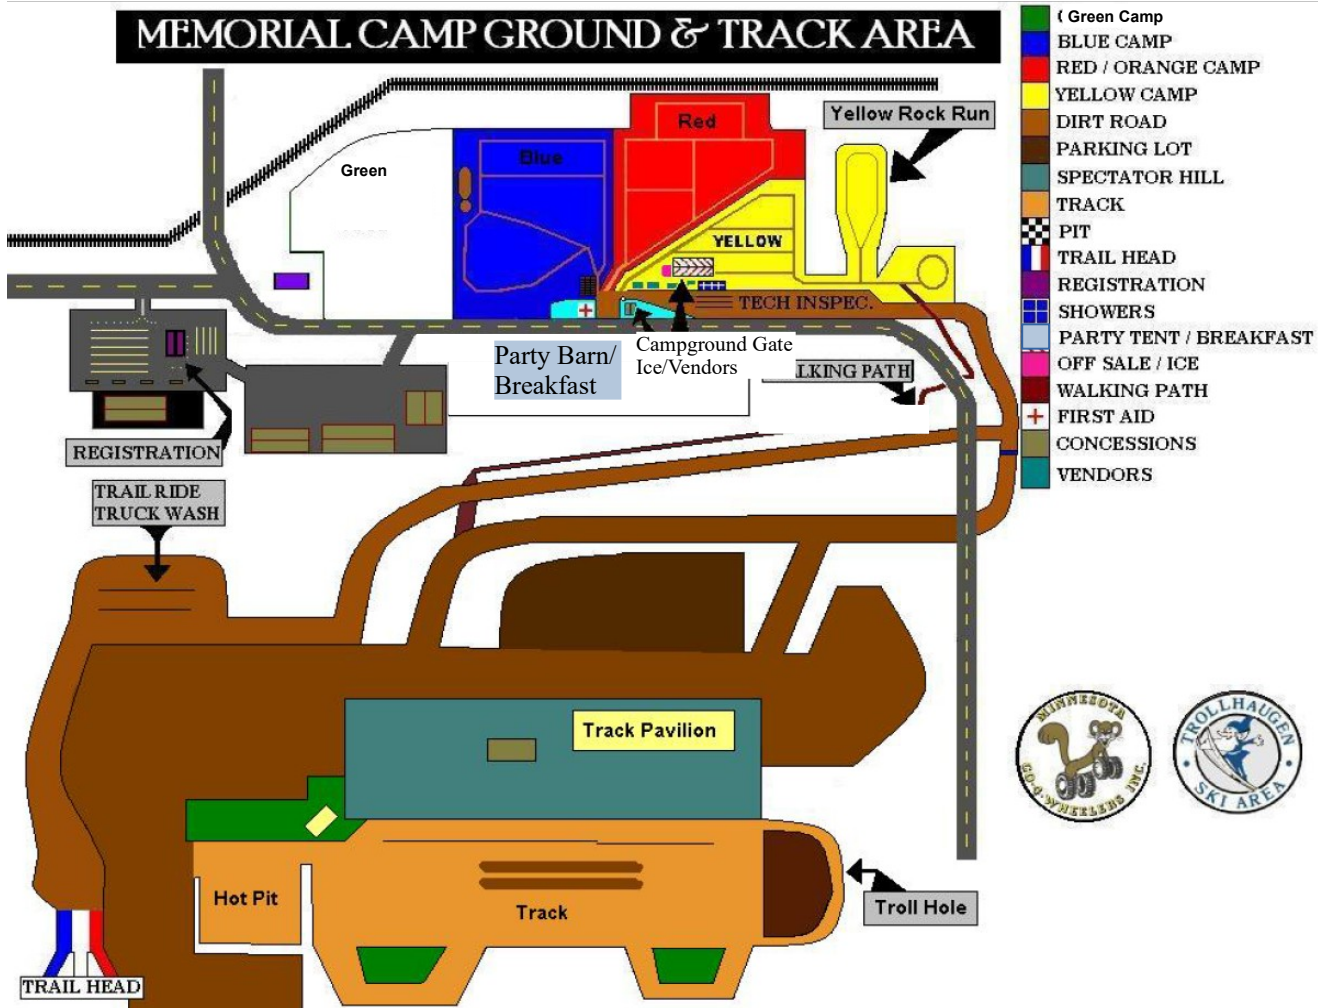 MEMORIAL CAMP GROUND & TRACK AREA
( Green Camp
BLUE CAMP
RED / ORANGE CAMP
YELLOW CAMP
DIRT ROAD
PARKING LOT
SPECTATOR HILL
TRACK
PIT
TRAIL HEAD
REGISTRATION
SHOWERS
PARTY TENT / BREAKFAST
OFF SALE / ICE
WALKING PATH
FIRST AID
CONCESSIONS
VENDORS
Yellow Rock Run
Red
Blue
Green
YELLOW
TECH INSPEC.
Party Barn/
Breakfast
Campground Gate
Ice/Vendors
LKING PATH
REGISTRATION
TRAIL RIDE
TRUCK WASH
Track Pavilion
Hot Pit
Track
Troll Hole
TRAIL HEAD
MINNESOTA
GO-4-WHEELERS INC.
TROLLHAUGEN
SKI AREA